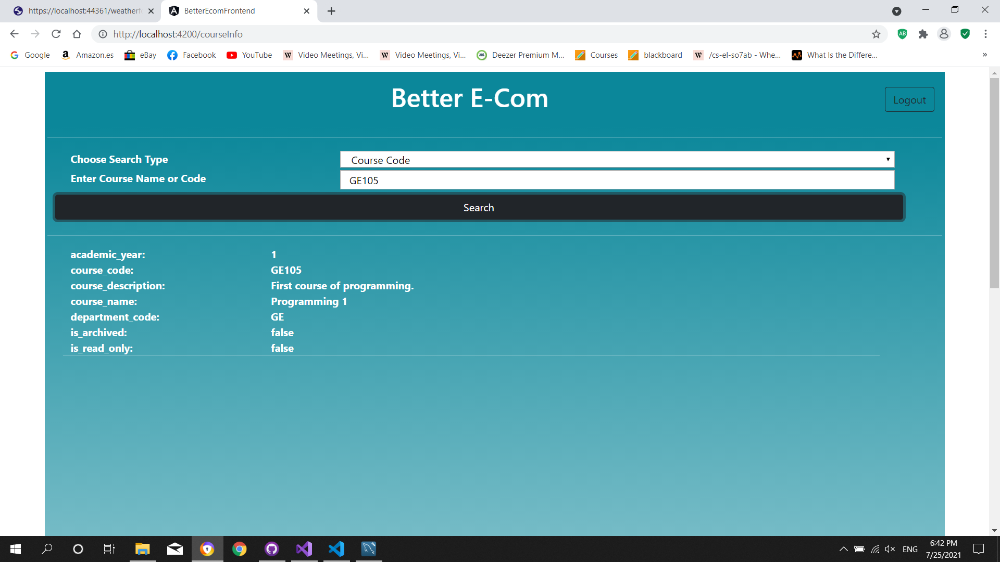 https://localhost:44361/weatherfo
BetterEcomFrontend
http://localhost:4200/courseInfo
AB
Google
Amazon.es
eBay
Facebook
YouTube
W Video Meetings, Vi...
W Video Meetings, Vi...
Deezer Premium M...
Courses
blackboard
W /cs-el-so7ab - Whe...
What Is the Differe...
»
Better E-Com
Logout
Choose Search Type
Course Code
Enter Course Name or Code
GE105
Search
academic_year: 1
course_code: GE105
course_description: First course of programming.
course_name: Programming 1
department_code: GE
is_archived: false
is_read_only: false
ENG
6:42 PM
7/25/2021